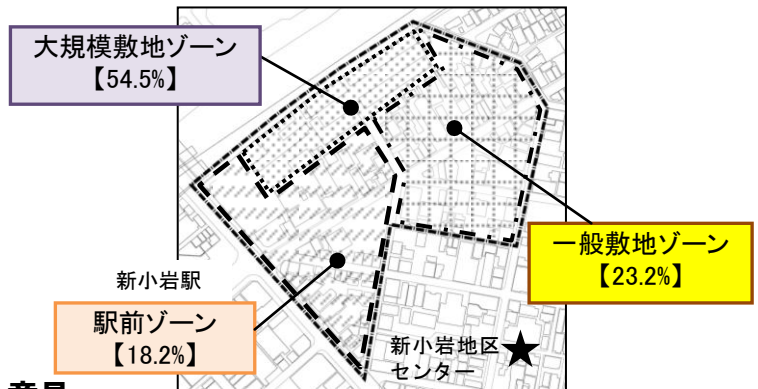 大規模敷地ゾーン
【54.5%】
一般敷地ゾーン
【23.2%】
新小岩駅
駅前ゾーン
【18.2%】
新小岩地区
センター